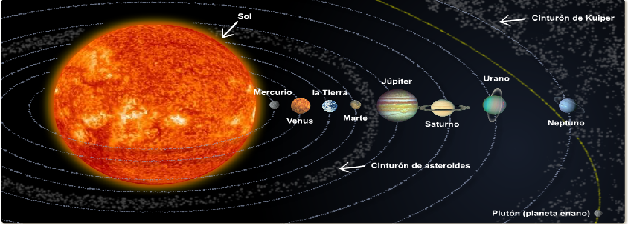 Sol
Cinturón de Kuiper
Mercurio
la Tierra
Júpiter
Urano
Venus
Marte
Saturno
Neptuno
Cinturón de asteroides
Plutón (planeta enano)